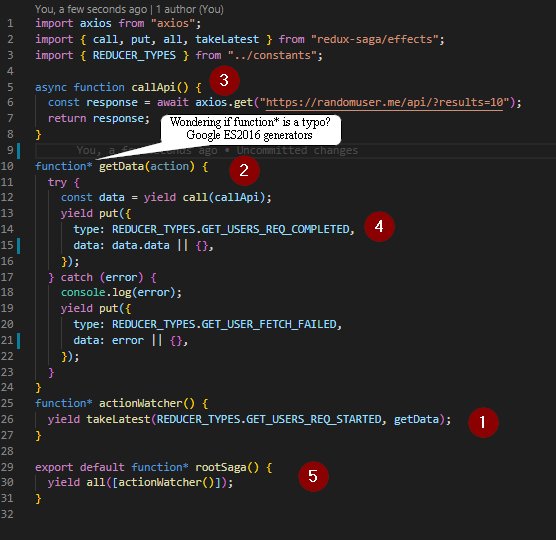 You, a few seconds ago | 1 author (You)
1 import axios from "axios";
2 import { call, put, all, takeLatest } from "redux-saga/effects";
3 import { REDUCER_TYPES } from "../constants";
4
5 async function callApi() { 3
6 const response = await axios.get("https://randomuser.me/api/?results=10");
7 return response;
8 }
Wondering if function* is a typo?
Google ES2016 generators
9 You, a few seconds ago • Uncommitted changes
10 function* getData(action) { 2
11 try {
12 const data = yield call(callApi);
13 yield put({
14 type: REDUCER_TYPES.GET_USERS_REQ_COMPLETED, 4
15 data: data.data || {},
16 });
17 } catch (error) {
18 console.log(error);
19 yield put({
20 type: REDUCER_TYPES.GET_USER_FETCH_FAILED,
21 data: error || {},
22 });
23 }
24 }
25 function* actionWatcher() {
26 yield takeLatest(REDUCER_TYPES.GET_USERS_REQ_STARTED, getData); 1
27 }
28
29 export default function* rootSaga() { 5
30 yield all([actionWatcher()]);
31 }
32